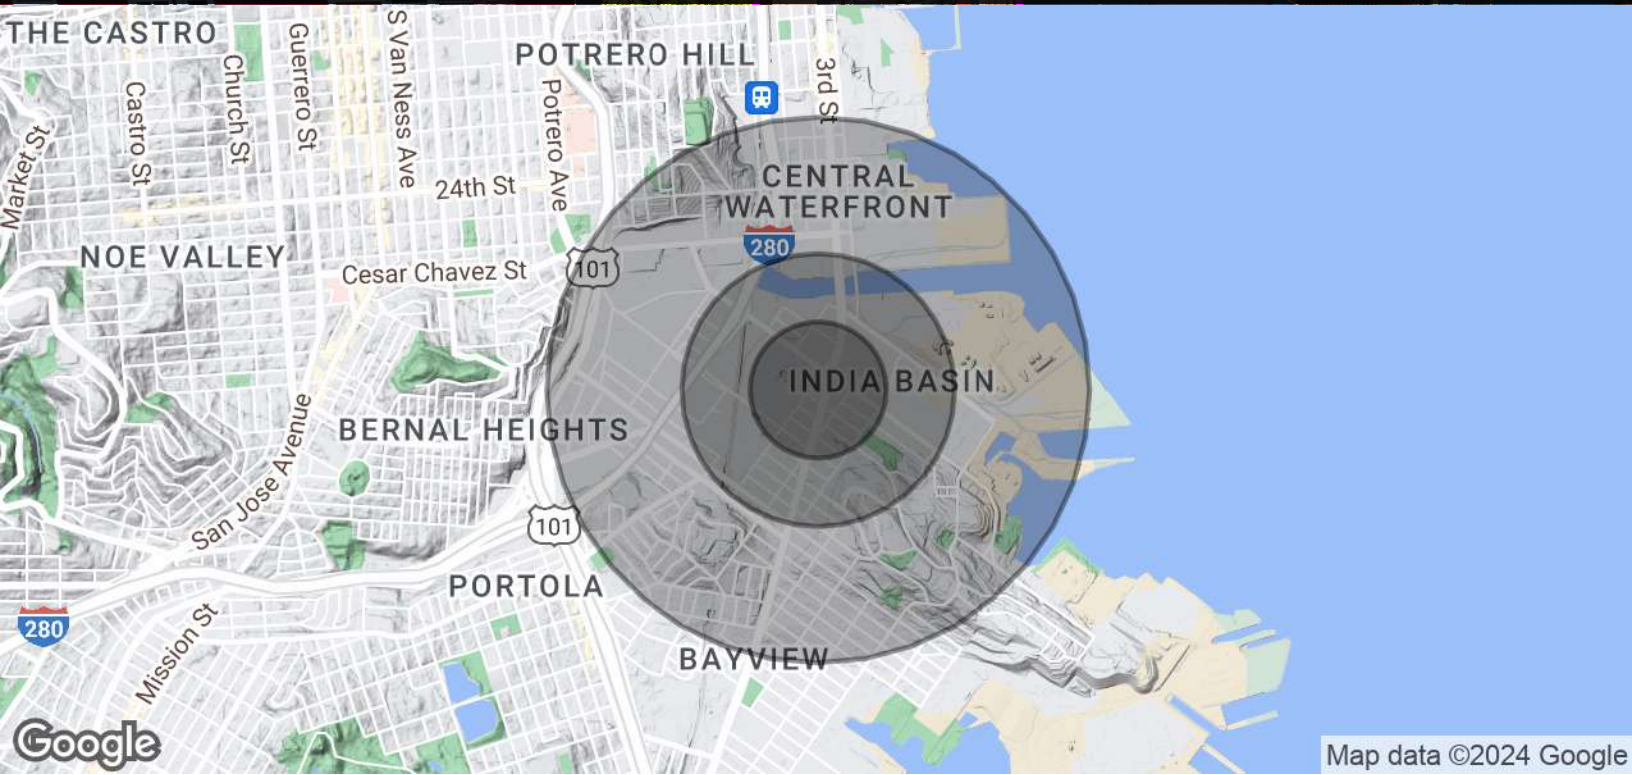 THE CASTRO
Castro St
Church St
Guerrero St
S Van Ness Ave
POTRERO HILL
Potrero Ave
3rd St
Market St
24th St
CENTRAL
WATERFRONT
NOE VALLEY
Cesar Chavez St
101
280
INDIA BASIN
BERNAL HEIGHTS
San Jose Avenue
101
PORTOLA
280
Mission St
BAYVIEW
Google
Map data ©2024 Google